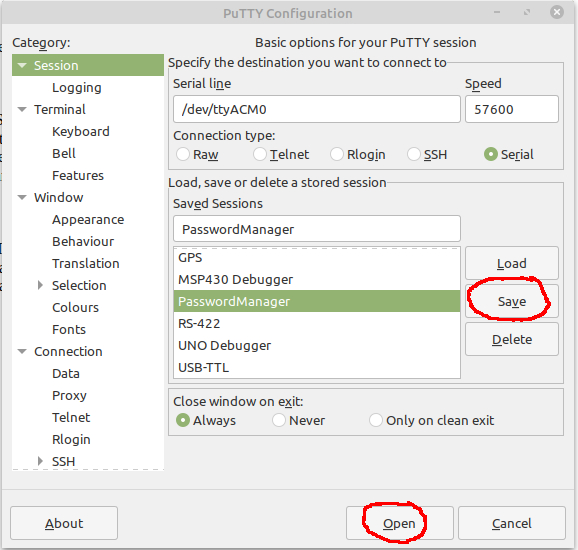 PuTTY Configuration
Category:
Session
Logging
Terminal
Keyboard
Bell
Features
Window
Appearance
Behaviour
Translation
Selection
Colours
Fonts
Connection
Data
Proxy
Telnet
Rlogin
SSH
Basic options for your PuTTY session
Specify the destination you want to connect to
Serial line Speed
/dev/ttyACM0 57600
Connection type:
Raw Telnet Rlogin SSH Serial
Load, save or delete a stored session
Saved Sessions
PasswordManager
GPS
MSP430 Debugger
PasswordManager
RS-422
UNO Debugger
USB-TTL
Load
Save
Delete
Close window on exit:
Always Never Only on clean exit
About Open Cancel